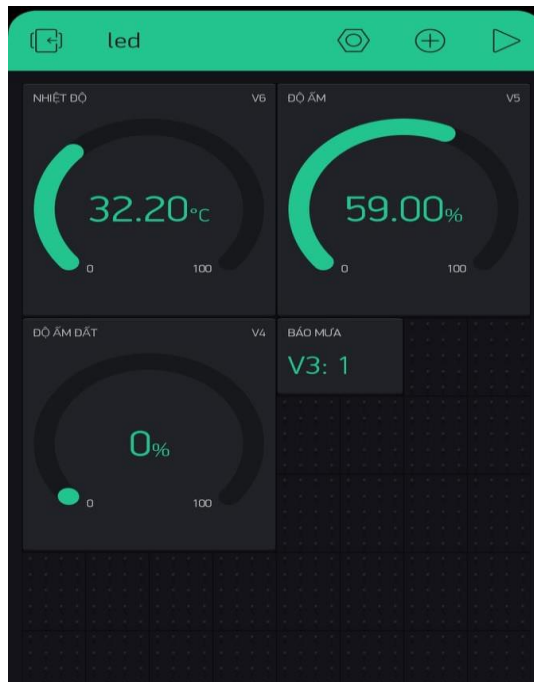 led
NHIỆT ĐỘ V6
32.20°C
0 100
ĐỘ ẨM V5
59.00%
0 100
ĐỘ ẨM ĐẤT V4
0%
0 100
BÁO MƯA
V3: 1